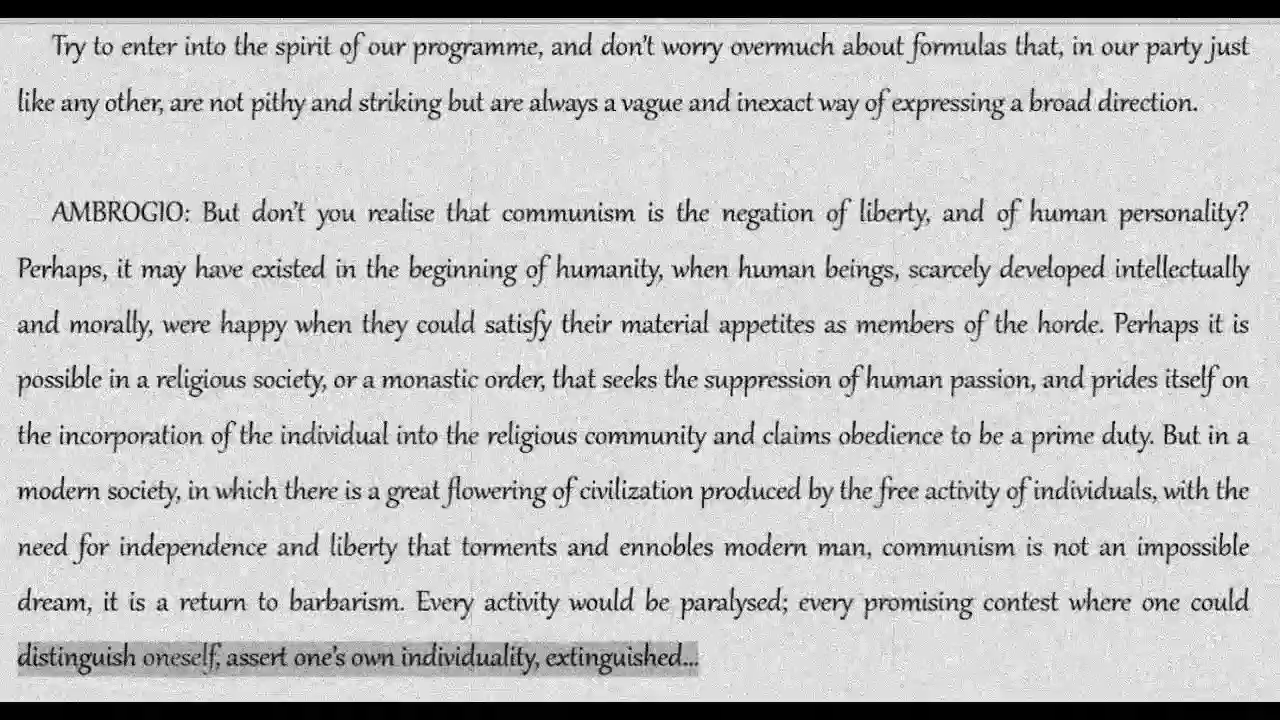 Try to enter into the spirit of our programme, and don't worry overmuch about formulas that, in our party just
like any other, are not pithy and striking but are always a vague and inexact way of expressing a broad direction.
AMBROGIO: But don't you realise that communism is the negation of liberty, and of human personality?
Perhaps, it may have existed in the beginning of humanity, when human beings, scarcely developed intellectually
and morally, were happy when they could satisfy their material appetites as members of the horde. Perhaps it is
possible in a religious society, or a monastic order, that seeks the suppression of human passion, and prides itself on
the incorporation of the individual into the religious community and claims obedience to be a prime duty. But in a
modern society, in which there is a great flowering of civilization produced by the free activity of individuals, with the
need for independence and liberty that torments and ennobles modern man, communism is not an impossible
dream, it is a return to barbarism. Every activity would be paralysed; every promising contest where one could
distinguish oneself, assert one's own individuality, extinguished...